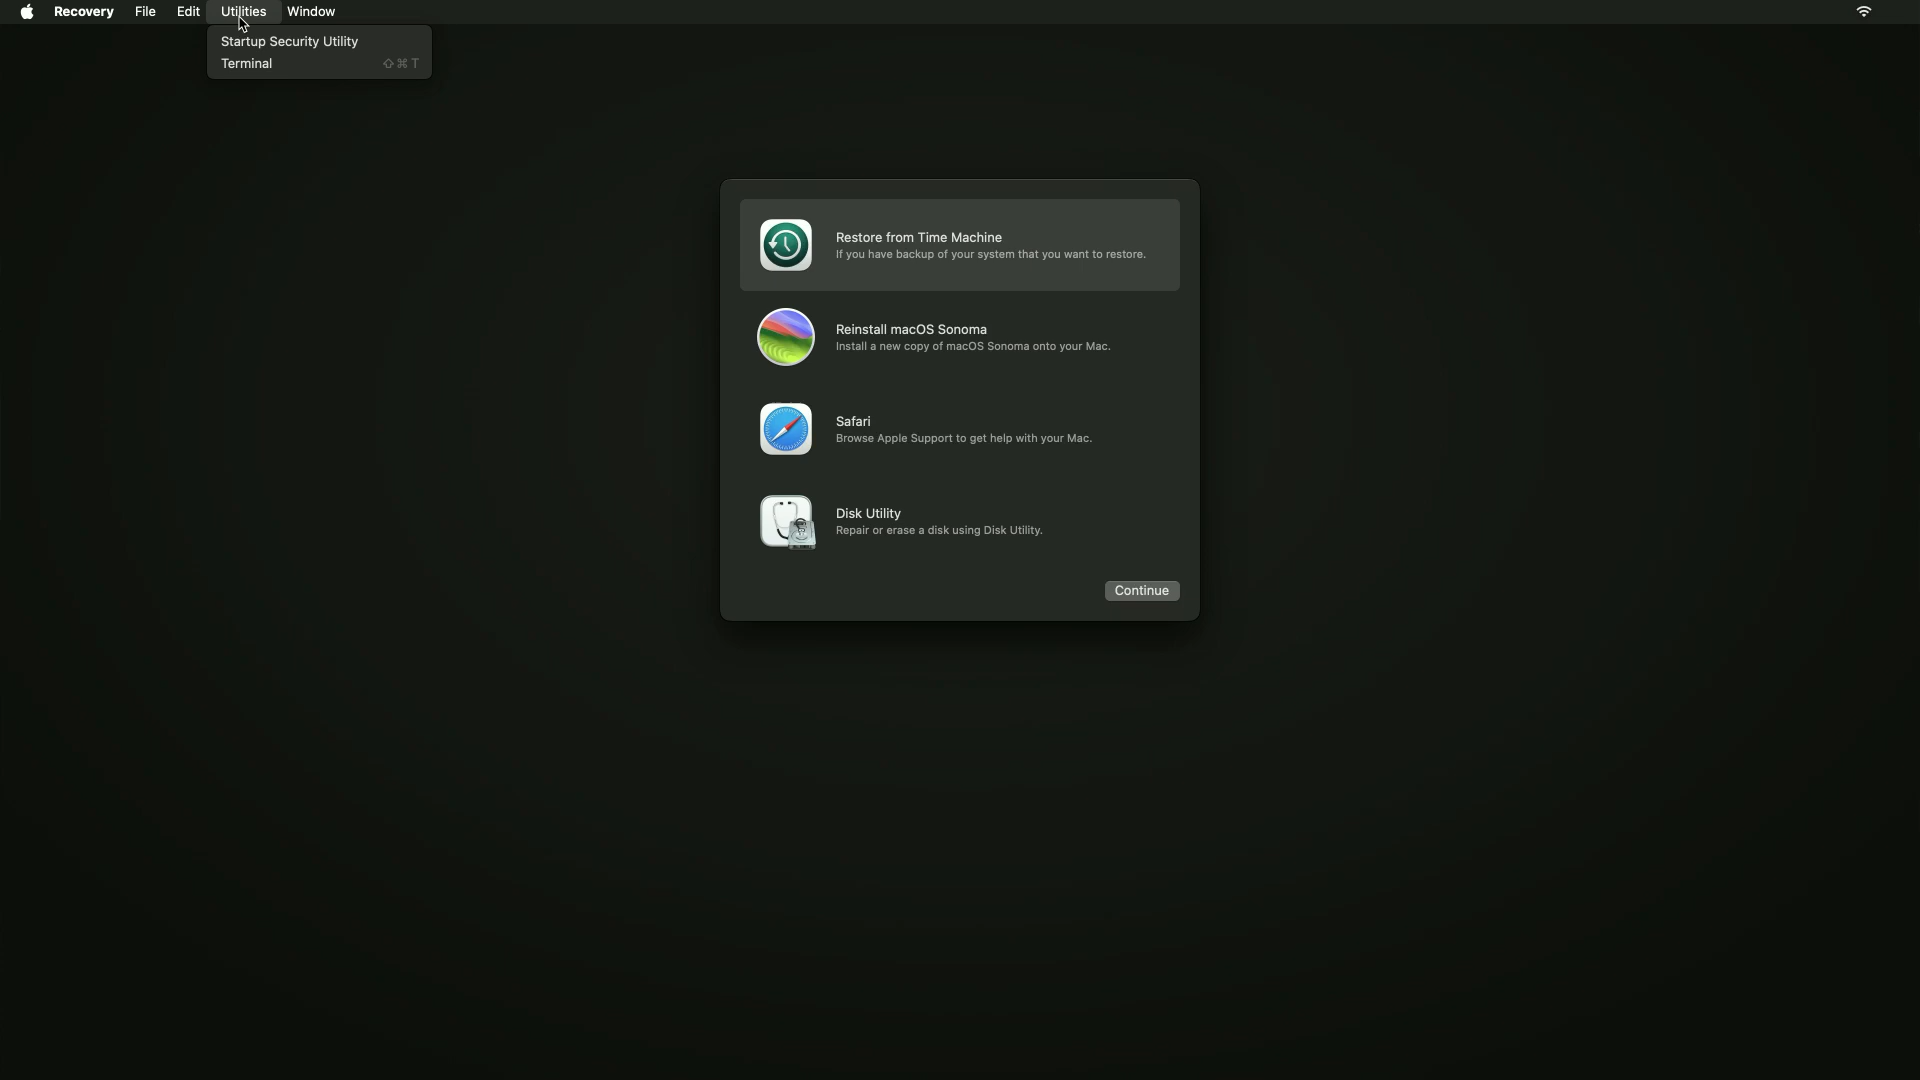 Recovery File Edit Utilities Window
Startup Security Utility
Terminal ⇧⌘T
Restore from Time Machine
If you have backup of your system that you want to restore.
Reinstall macOS Sonoma
Install a new copy of macOS Sonoma onto your Mac.
Safari
Browse Apple Support to get help with your Mac.
Disk Utility
Repair or erase a disk using Disk Utility.
Continue